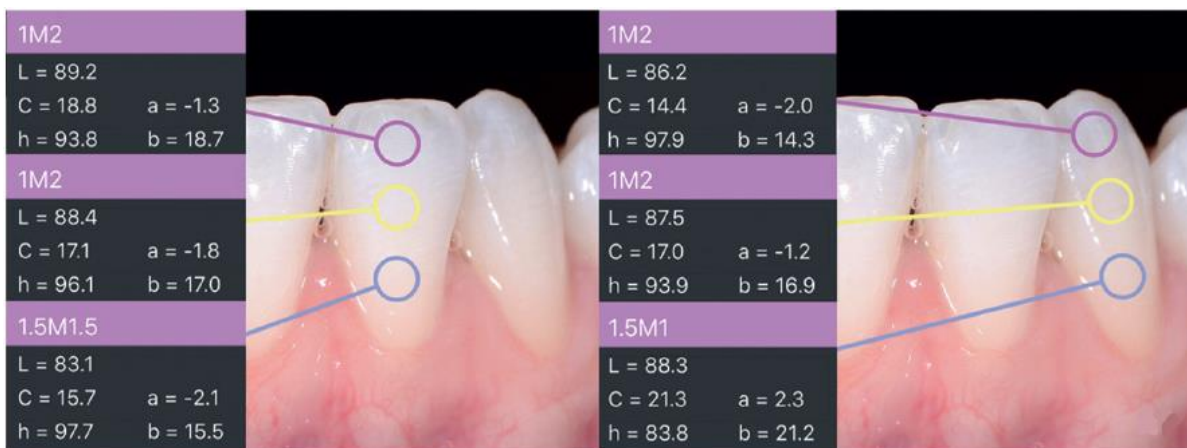 1M2
L = 89.2
C = 18.8 a = -1.3
h = 93.8 b = 18.7
1M2
L = 88.4
C = 17.1 a = -1.8
h = 96.1 b = 17.0
1.5M1.5
L = 83.1
C = 15.7 a = -2.1
h = 97.7 b = 15.5
1M2
L = 86.2
C = 14.4 a = -2.0
h = 97.9 b = 14.3
1M2
L = 87.5
C = 17.0 a = -1.2
h = 93.9 b = 16.9
1.5M1
L = 88.3
C = 21.3 a = 2.3
h = 83.8 b = 21.2